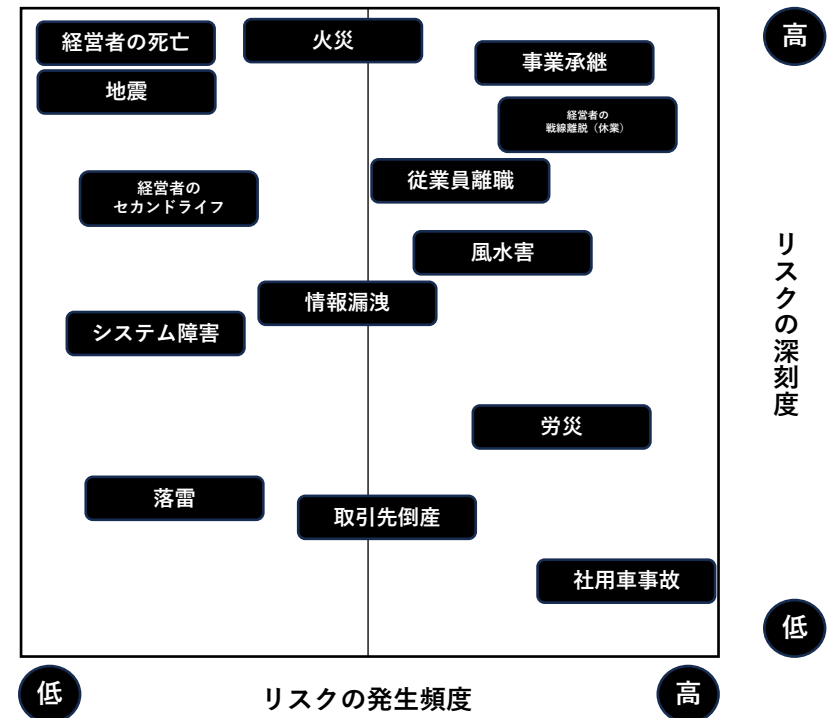 高
経営者の死亡
火災
事業承継
地震
経営者の
戦線離脱（休業）
従業員離職
経営者の
セカンドライフ
風水害
情報漏洩
システム障害
リスクの深刻度
労災
落雷
取引先倒産
社用車事故
低
低
リスクの発生頻度
高